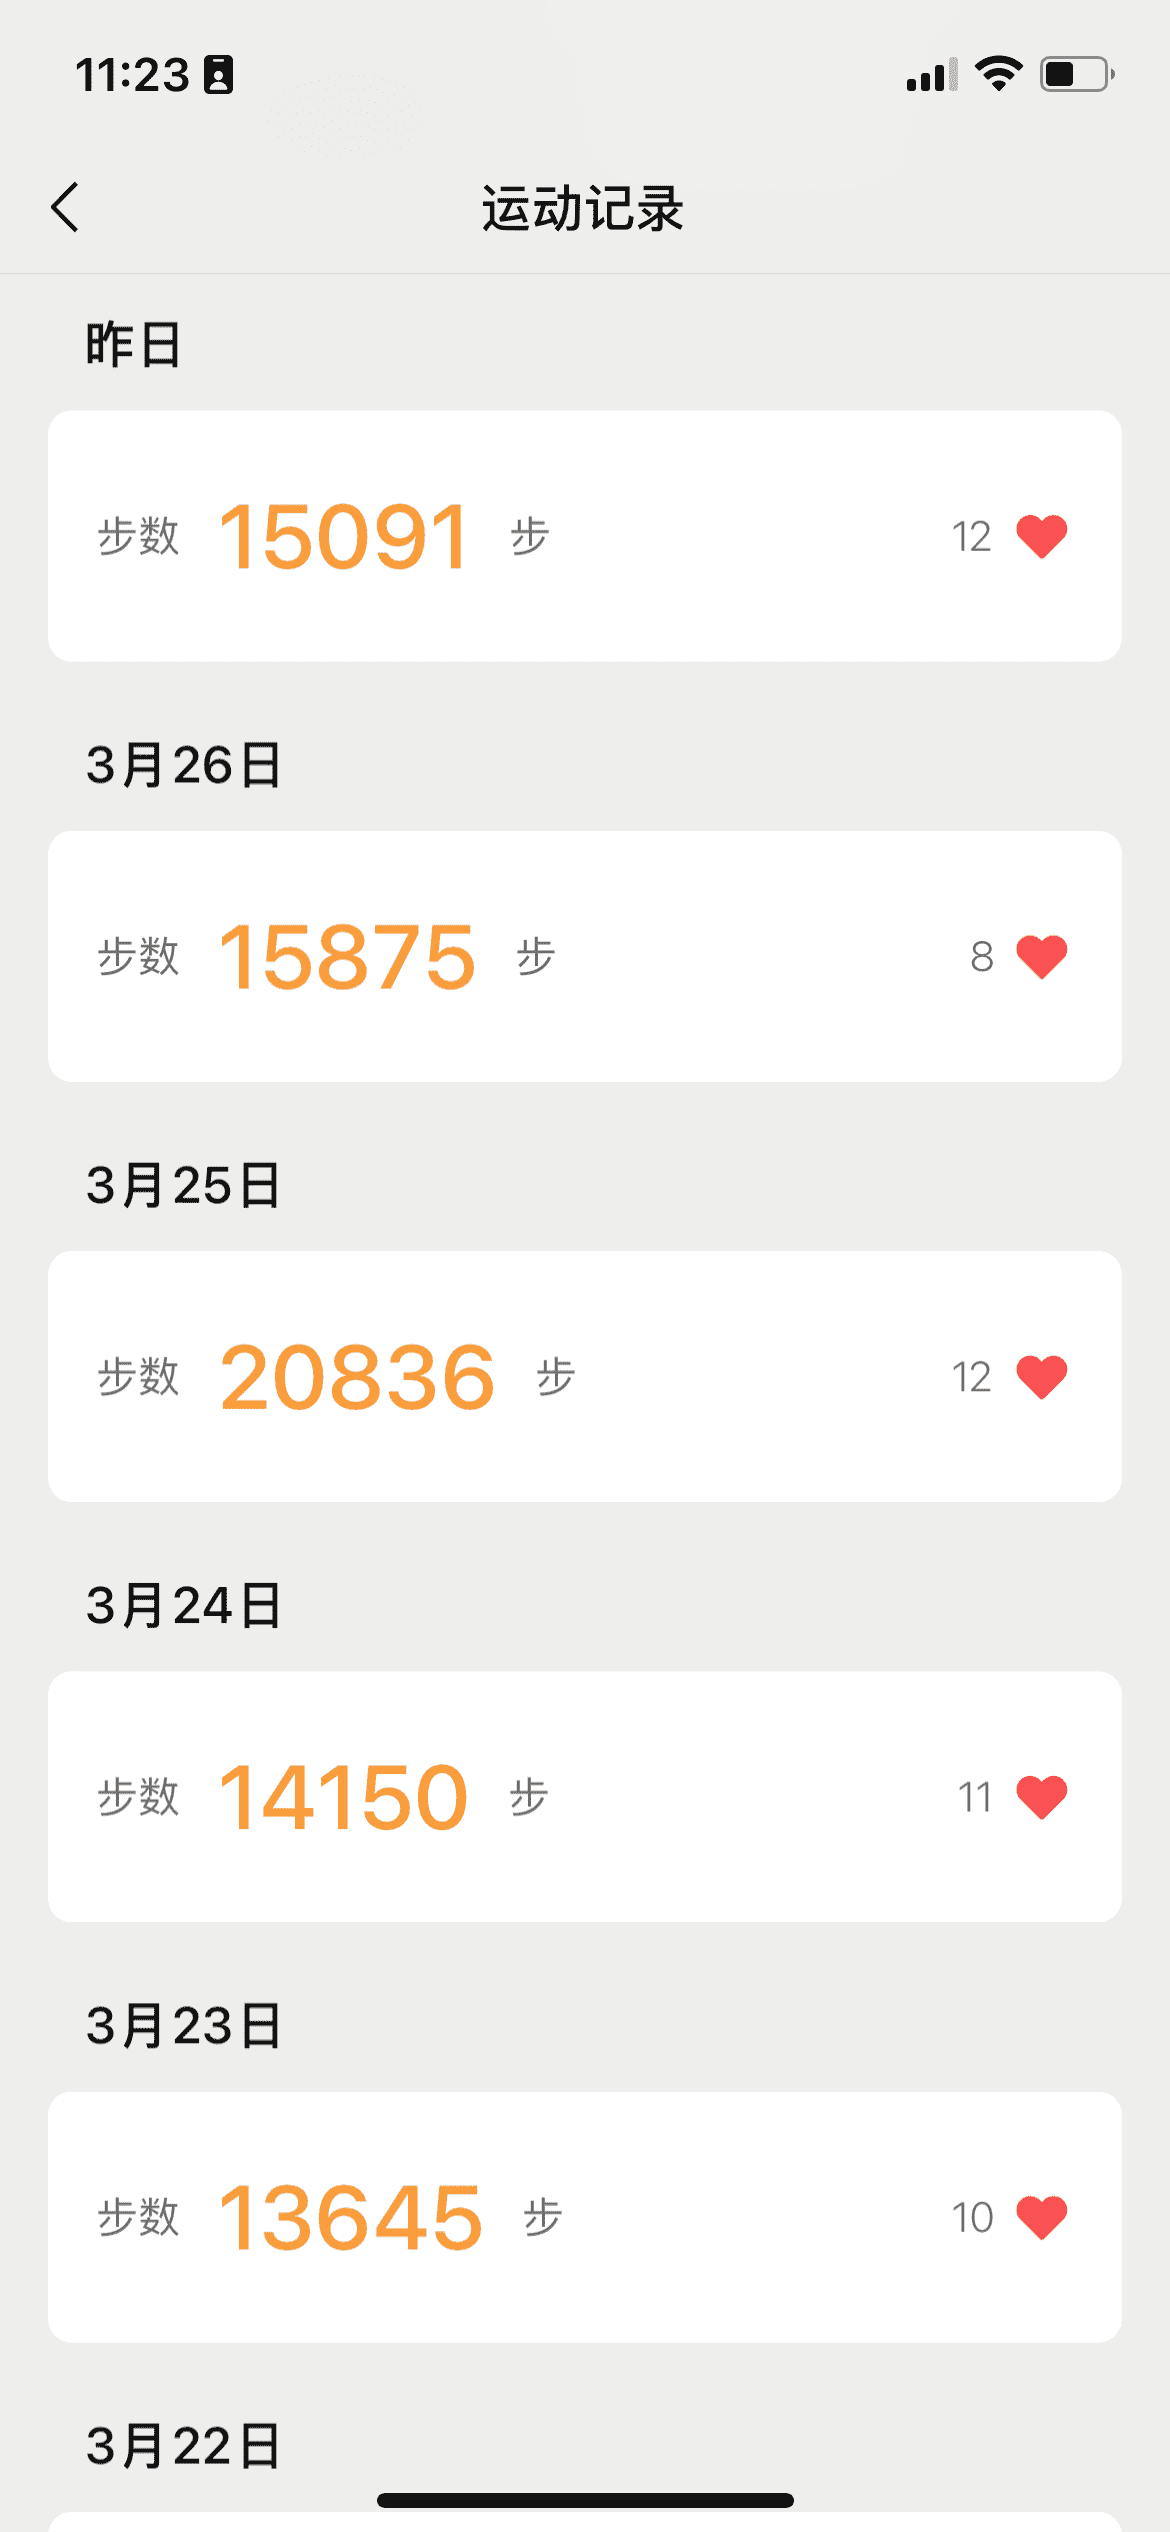 11:23
运动记录
昨日
步数 15091 步 12
3月26日
步数 15875 步 8
3月25日
步数 20836 步 12
3月24日
步数 14150 步 11
3月23日
步数 13645 步 10
3月22日